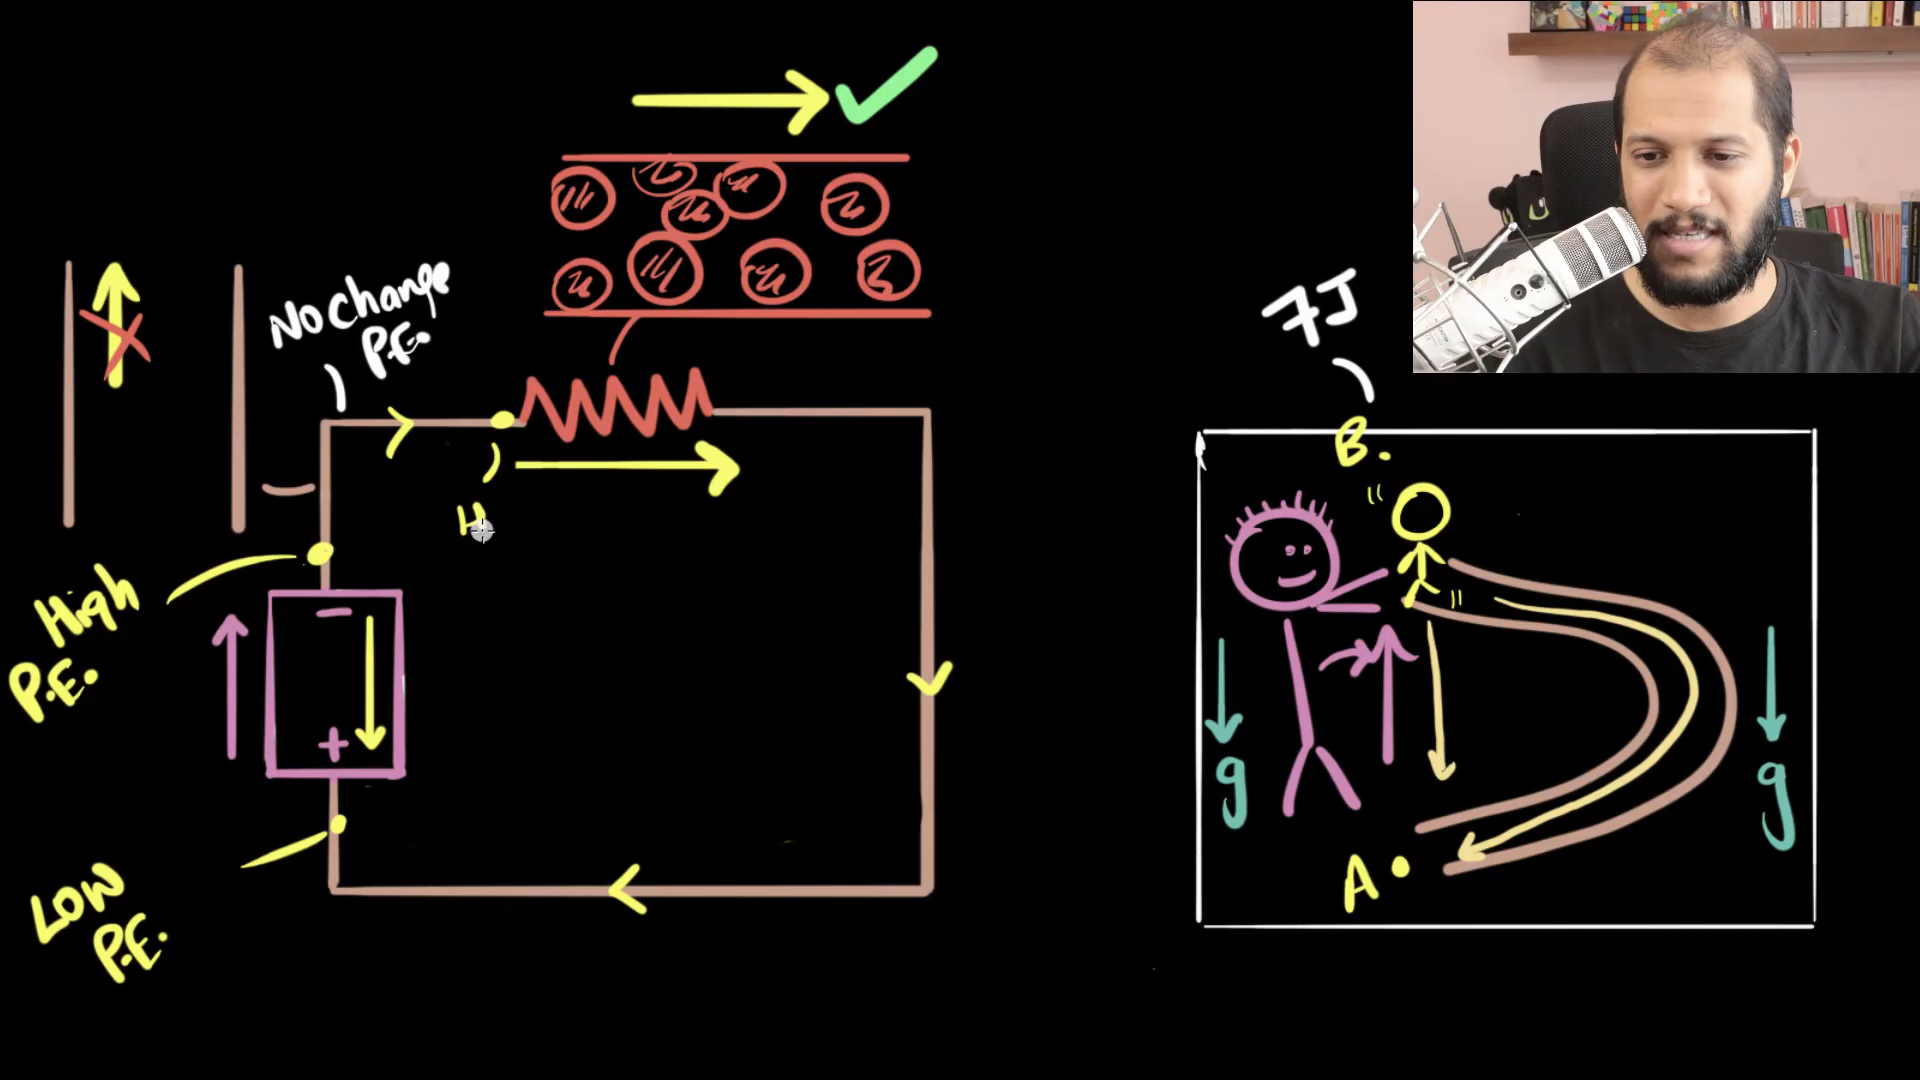 No change
P.E.
7J
B.
H
High
P.E.
−
+
g
g
A
LOW
P.E.